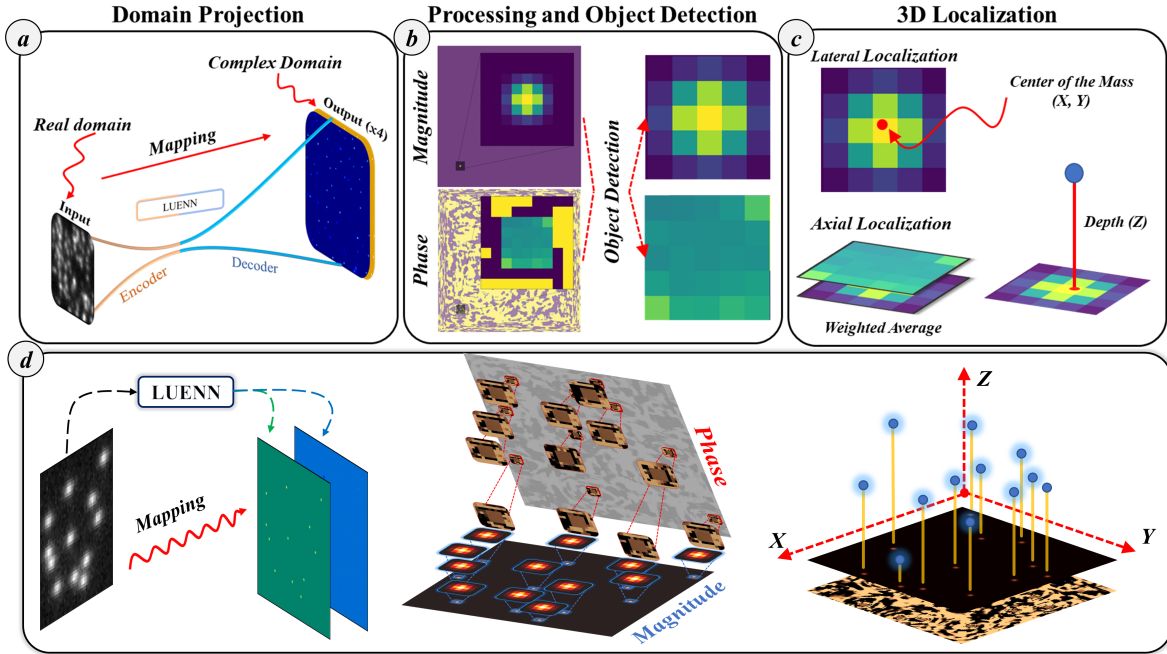 Domain Projection
Processing and Object Detection
3D Localization
a
Complex Domain
Real domain
Mapping
Output (x4)
LUENN
Input
Encoder
Decoder
b
Magnitude
Phase
Object Detection
c
Lateral Localization
Center of the Mass
(X, Y)
Axial Localization
Depth (Z)
Weighted Average
d
LUENN
Mapping
Phase
Magnitude
Z
X
Y